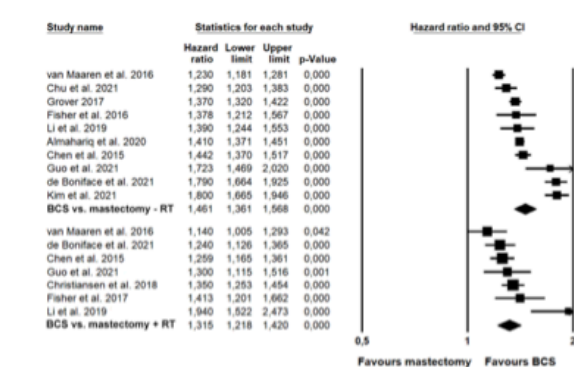 Study name Statistics for each study Hazard ratio and 95% CI
Hazard Lower Upper
ratio limit limit p-Value
van Maaren et al. 2016 1,230 1,181 1,281 0,000
Chu et al. 2021 1,290 1,203 1,383 0,000
Grover 2017 1,370 1,320 1,422 0,000
Fisher et al. 2016 1,378 1,212 1,567 0,000
Li et al. 2019 1,390 1,244 1,553 0,000
Almahariq et al. 2020 1,410 1,371 1,451 0,000
Chen et al. 2015 1,442 1,370 1,517 0,000
Guo et al. 2021 1,723 1,469 2,020 0,000
de Boniface et al. 2021 1,790 1,664 1,925 0,000
Kim et al. 2021 1,800 1,665 1,946 0,000
BCS vs. mastectomy - RT 1,461 1,361 1,568 0,000
van Maaren et al. 2016 1,140 1,005 1,293 0,042
de Boniface et al. 2021 1,240 1,126 1,365 0,000
Chen et al. 2015 1,259 1,165 1,361 0,000
Guo et al. 2021 1,300 1,115 1,516 0,001
Christiansen et al. 2018 1,350 1,253 1,454 0,000
Fisher et al. 2017 1,413 1,201 1,662 0,000
Li et al. 2019 1,940 1,522 2,473 0,000
BCS vs. mastectomy + RT 1,315 1,218 1,420 0,000
0,5 1 2
Favours mastectomy Favours BCS